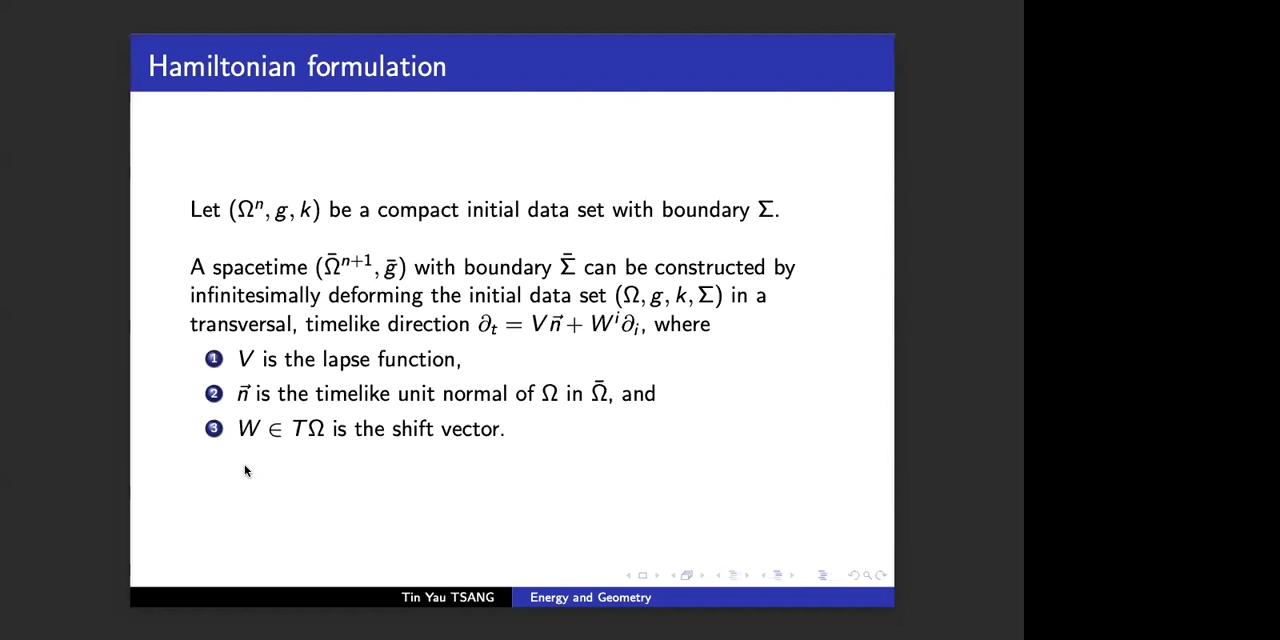 Hamiltonian formulation
Let (Ωⁿ, g, k) be a compact initial data set with boundary Σ.
A spacetime (Ω̄ⁿ⁺¹, ḡ) with boundary Σ̄ can be constructed by
infinitesimally deforming the initial data set (Ω, g, k, Σ) in a
transversal, timelike direction ∂ₜ = Vn⃗ + Wⁱ∂ᵢ, where
1 V is the lapse function,
2 n⃗ is the timelike unit normal of Ω in Ω̄, and
3 W ∈ TΩ is the shift vector.
Tin Yau TSANG Energy and Geometry